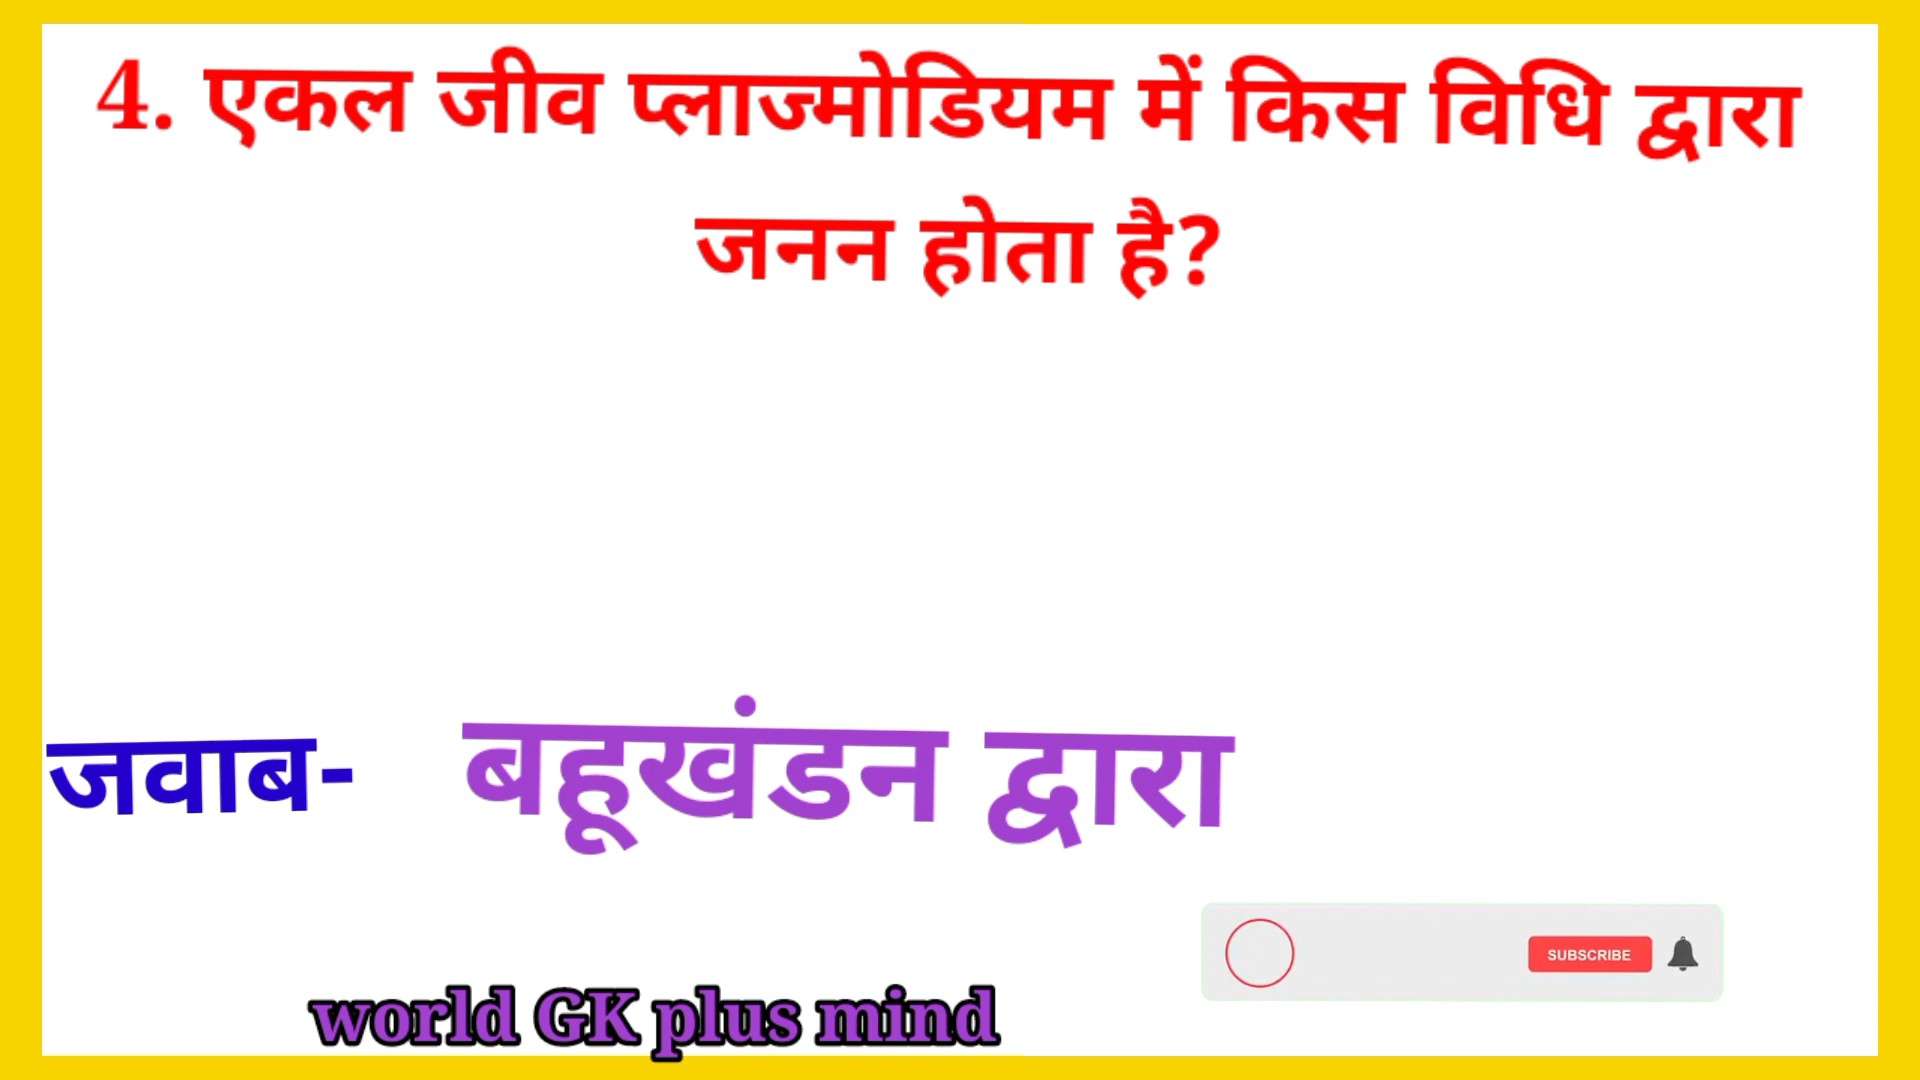 4. एकल जीव प्लाज्मोडियम में किस विधि द्वारा
जनन होता है?
जवाब- बहूखंडन द्वारा
SUBSCRIBE
world GK plus mind